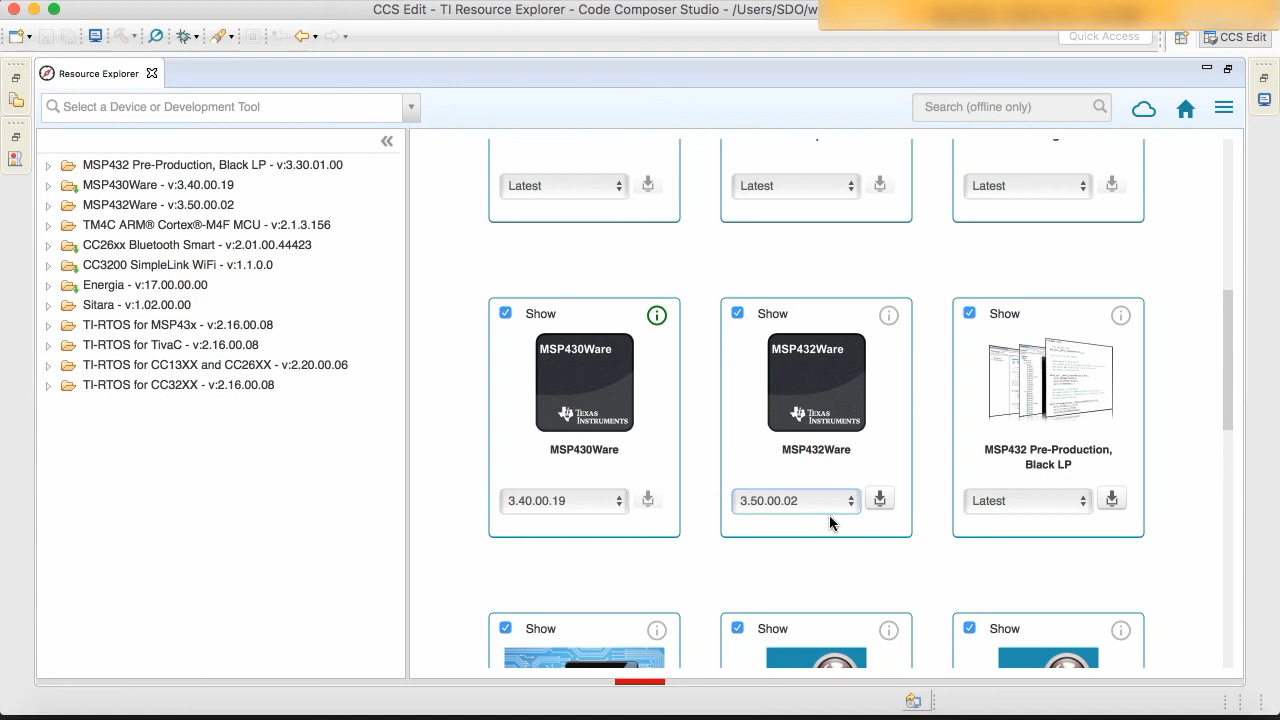 CCS Edit - TI Resource Explorer - Code Composer Studio - /Users/SDO/w
Quick Access
CCS Edit
Resource Explorer
Select a Device or Development Tool
Search (offline only)
MSP432 Pre-Production, Black LP - v:3.30.01.00
MSP430Ware - v:3.40.00.19
MSP432Ware - v:3.50.00.02
TM4C ARM® Cortex®-M4F MCU - v:2.1.3.156
CC26xx Bluetooth Smart - v:2.01.00.44423
CC3200 SimpleLink WiFi - v:1.1.0.0
Energia - v:17.00.00.00
Sitara - v:1.02.00.00
TI-RTOS for MSP43x - v:2.16.00.08
TI-RTOS for TivaC - v:2.16.00.08
TI-RTOS for CC13XX and CC26XX - v:2.20.00.06
TI-RTOS for CC32XX - v:2.16.00.08
Latest
Latest
Latest
Show
MSP430Ware
TEXAS
INSTRUMENTS
MSP430Ware
3.40.00.19
Show
MSP432Ware
TEXAS
INSTRUMENTS
MSP432Ware
3.50.00.02
Show
MSP432 Pre-Production,
Black LP
Latest
Show
Show
Show